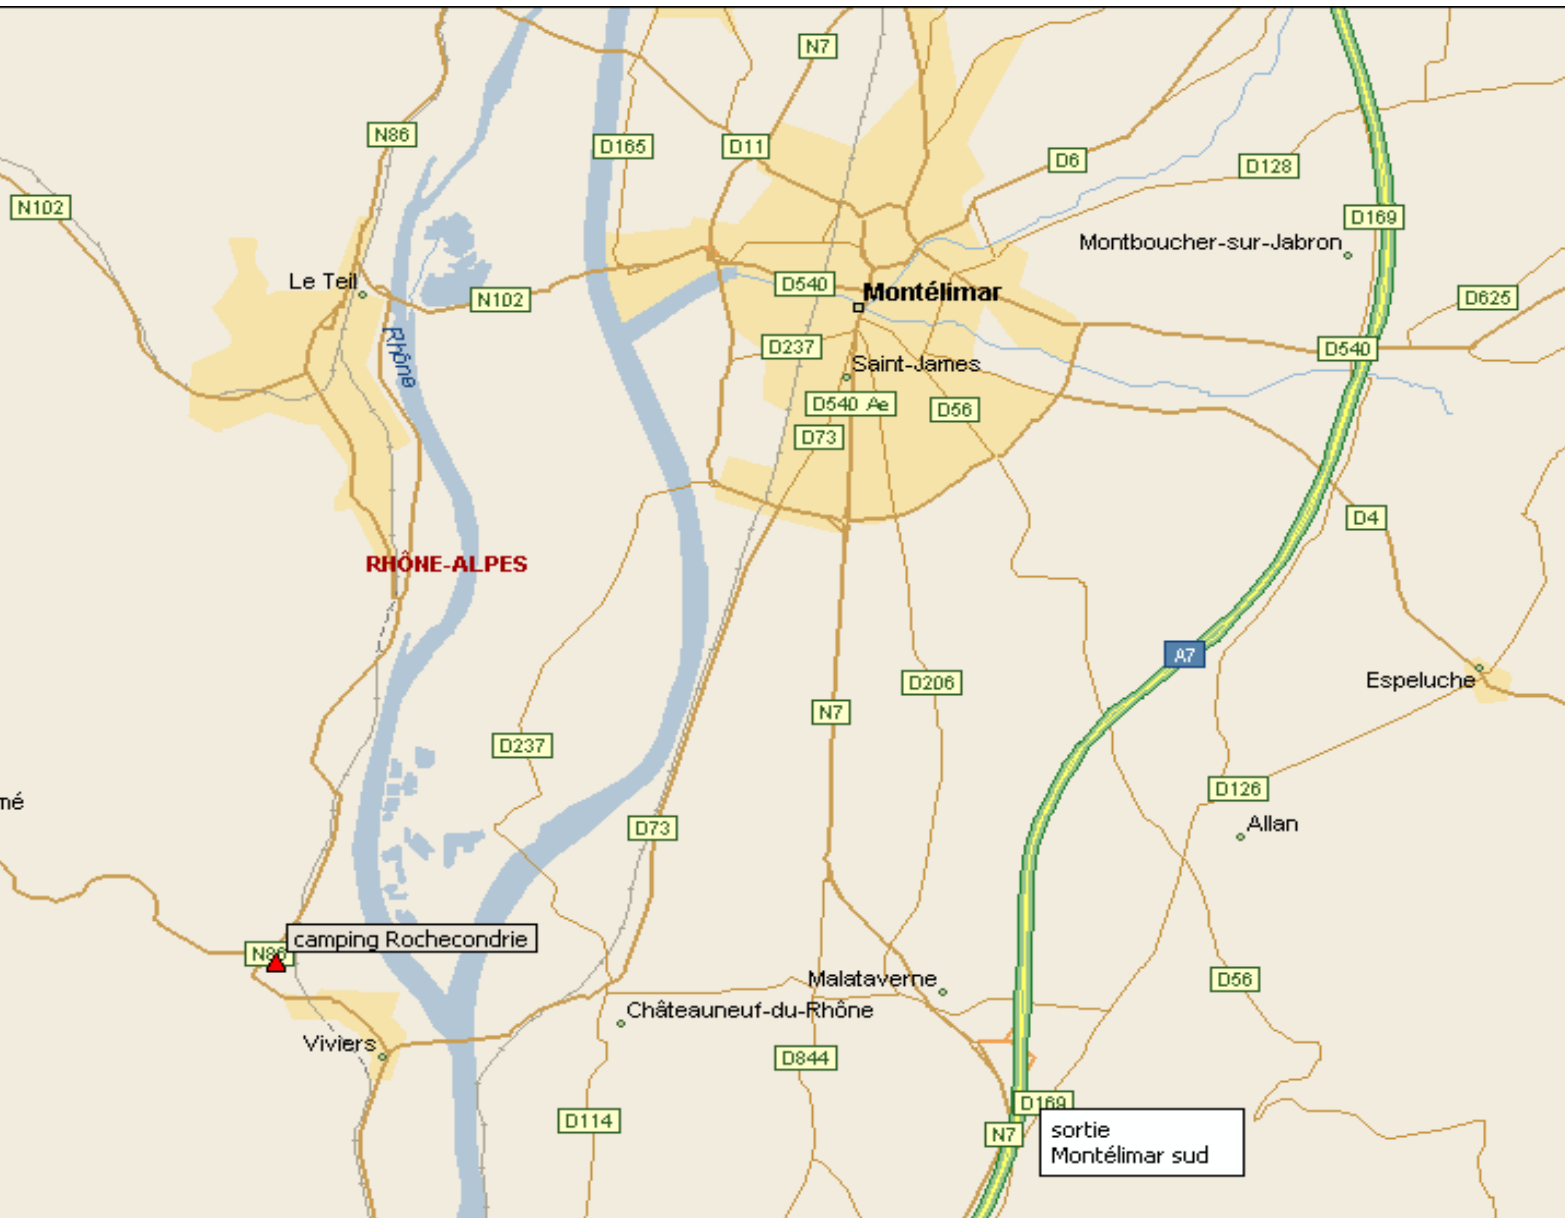 N7
N86
D165
D11
D6
D128
N102
D169
Montboucher-sur-Jabron
Le Teil
N102
D540
Montélimar
D625
Rhône
D237
D540
Saint-James
D540 Ae
D56
D73
D4
RHÔNE-ALPES
A7
Espeluche
D206
N7
D237
D126
né
Allan
D73
N86
camping Rochecondrie
Malataverne
D56
Châteauneuf-du-Rhône
Viviers
D844
D169
D114
N7
sortie
Montélimar sud